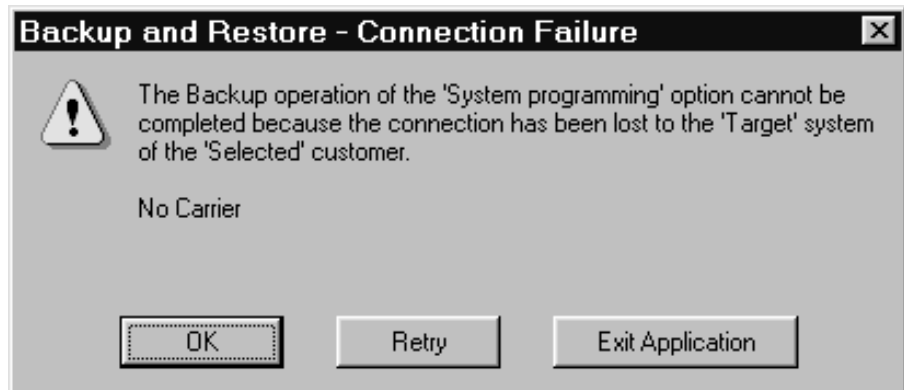 Backup and Restore - Connection Failure
The Backup operation of the 'System programming' option cannot be
completed because the connection has been lost to the 'Target' system
of the 'Selected' customer.
No Carrier
OK
Retry
Exit Application